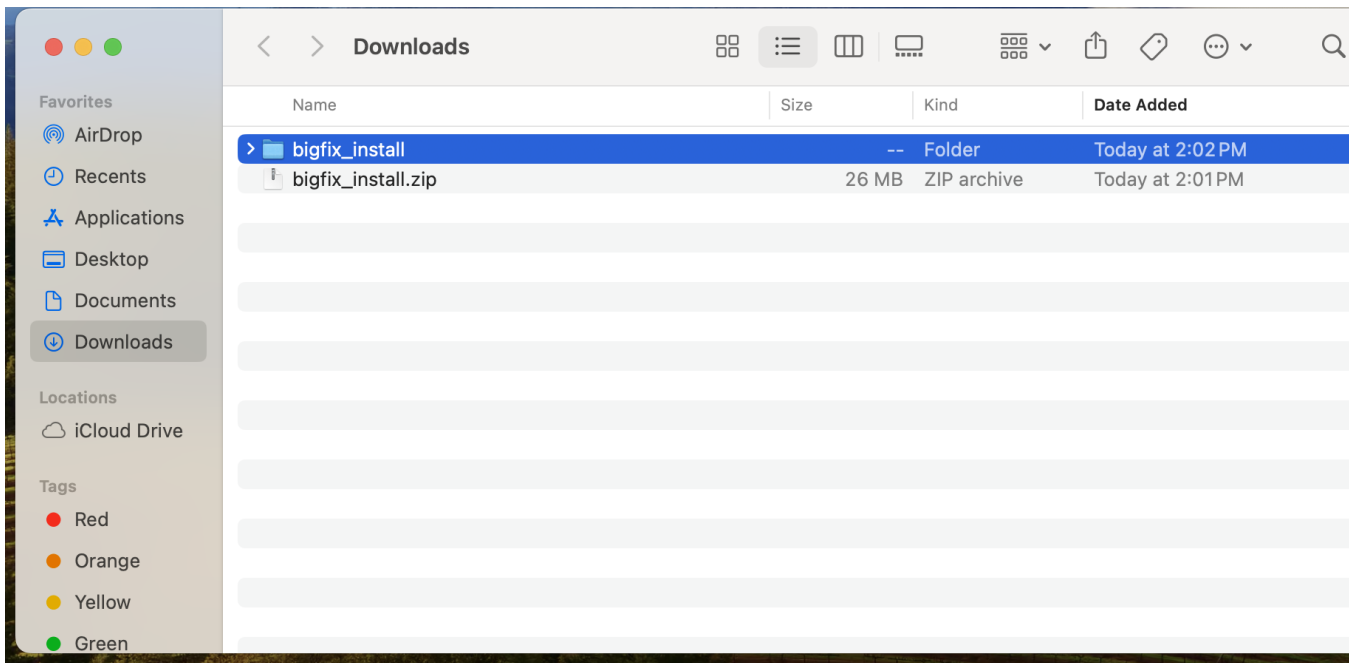 Downloads
Favorites
AirDrop
Recents
Applications
Desktop
Documents
Downloads
Locations
iCloud Drive
Tags
Red
Orange
Yellow
Green
Name Size Kind Date Added
bigfix_install -- Folder Today at 2:02 PM
bigfix_install.zip 26 MB ZIP archive Today at 2:01 PM